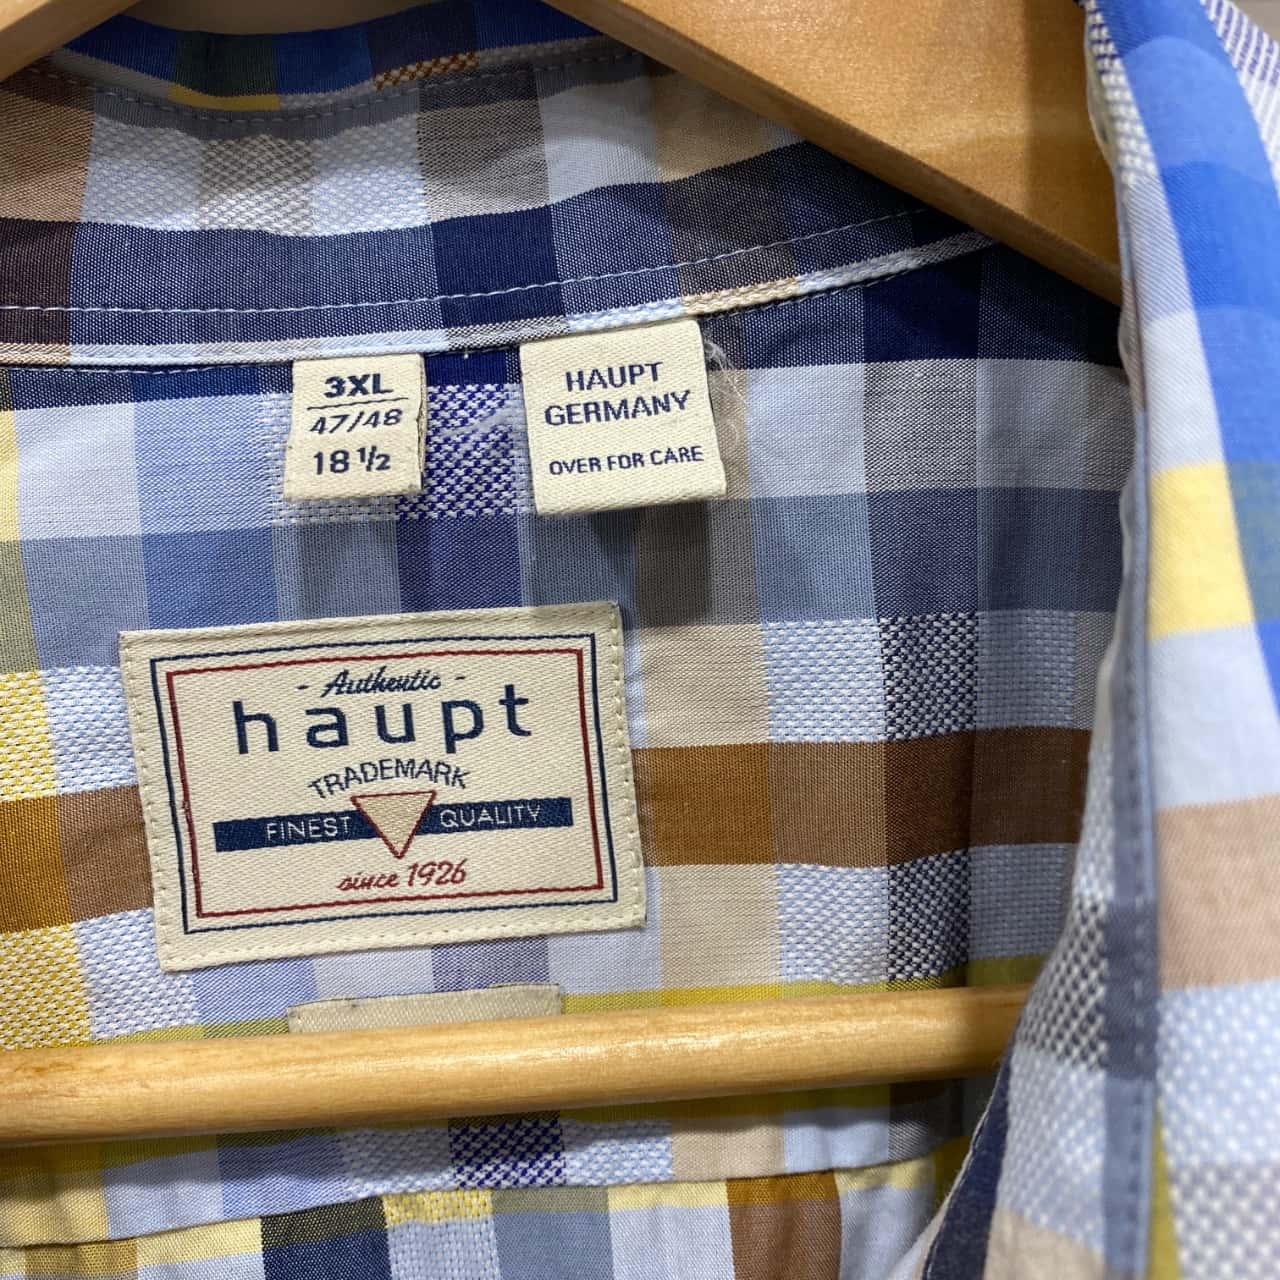 3XL
47/48
18 1/2
HAUPT
GERMANY
OVER FOR CARE
- Authentic -
haupt
TRADEMARK
FINEST QUALITY
since 1926